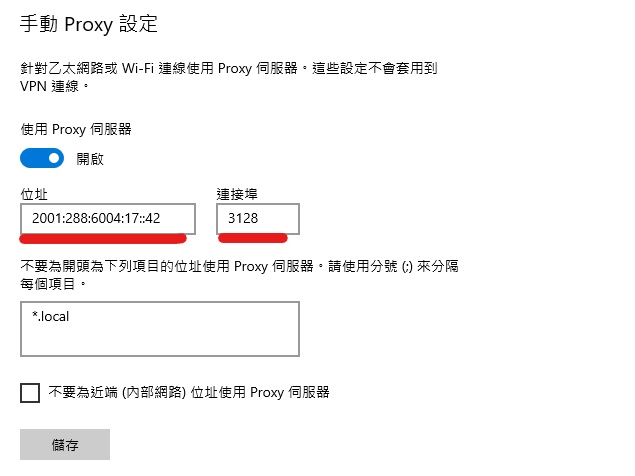 手動 Proxy 設定
針對乙太網路或 Wi-Fi 連線使用 Proxy 伺服器。這些設定不會套用到
VPN 連線。
使用 Proxy 伺服器
開啟
位址
連接埠
2001:288:6004:17::42
3128
不要為開頭為下列項目的位址使用 Proxy 伺服器。請使用分號 (;) 來分隔
每個項目。
*.local
不要為近端 (內部網路) 位址使用 Proxy 伺服器
儲存